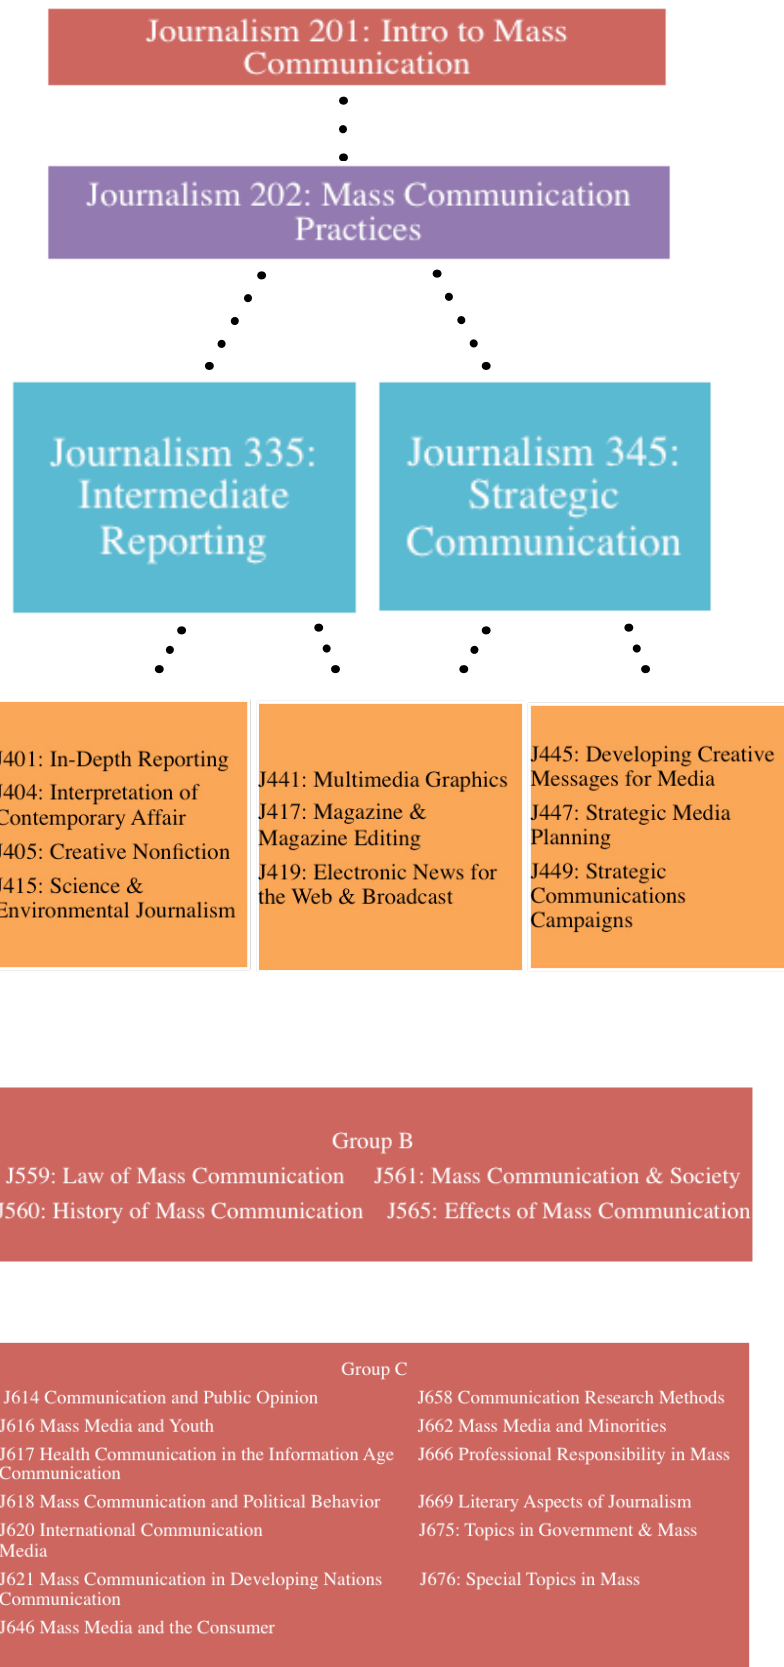 Journalism 201: Intro to Mass
Communication
Journalism 202: Mass Communication
Practices
Journalism 335:
Intermediate
Reporting
Journalism 345:
Strategic
Communication
J401: In-Depth Reporting
J404: Interpretation of
Contemporary Affair
J405: Creative Nonfiction
J415: Science &
Environmental Journalism
J441: Multimedia Graphics
J417: Magazine &
Magazine Editing
J419: Electronic News for
the Web & Broadcast
J445: Developing Creative
Messages for Media
J447: Strategic Media
Planning
J449: Strategic
Communications
Campaigns
Group B
J559: Law of Mass Communication J561: Mass Communication & Society
J560: History of Mass Communication J565: Effects of Mass Communication
Group C
J614 Communication and Public Opinion J658 Communication Research Methods
J616 Mass Media and Youth J662 Mass Media and Minorities
J617 Health Communication in the Information Age J666 Professional Responsibility in Mass
Communication
J618 Mass Communication and Political Behavior J669 Literary Aspects of Journalism
J620 International Communication J675: Topics in Government & Mass
Media
J621 Mass Communication in Developing Nations J676: Special Topics in Mass
Communication
J646 Mass Media and the Consumer